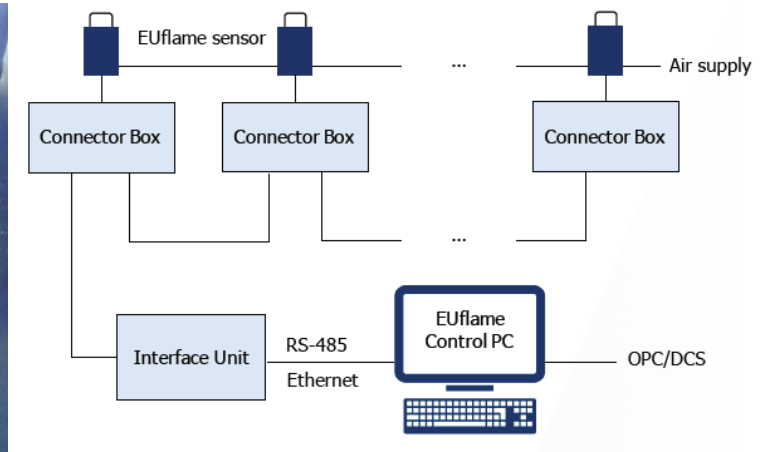 EUflame sensor
...
Air supply
Connector Box
Connector Box
Connector Box
...
EUflame
Control PC
Interface Unit
RS-485
Ethernet
OPC/DCS